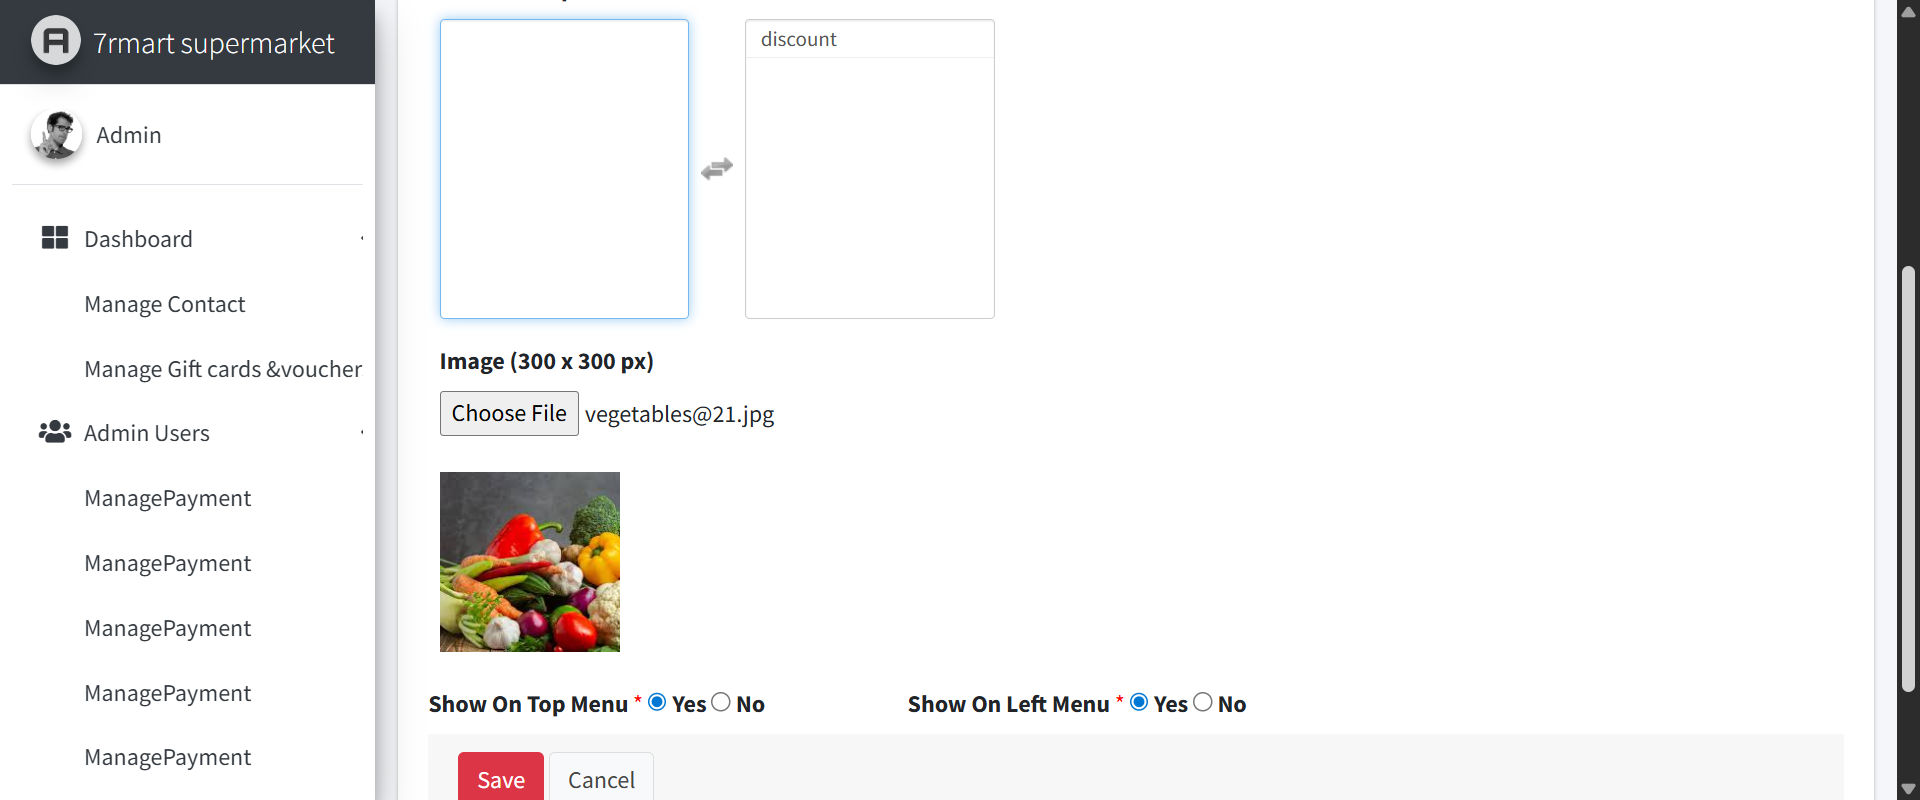 7rmart supermarket
Admin
Dashboard
Manage Contact
Manage Gift cards &voucher
Admin Users
ManagePayment
ManagePayment
ManagePayment
ManagePayment
ManagePayment
discount
Image (300 x 300 px)
Choose File vegetables@21.jpg
Show On Top Menu * Yes No Show On Left Menu * Yes No
Save Cancel